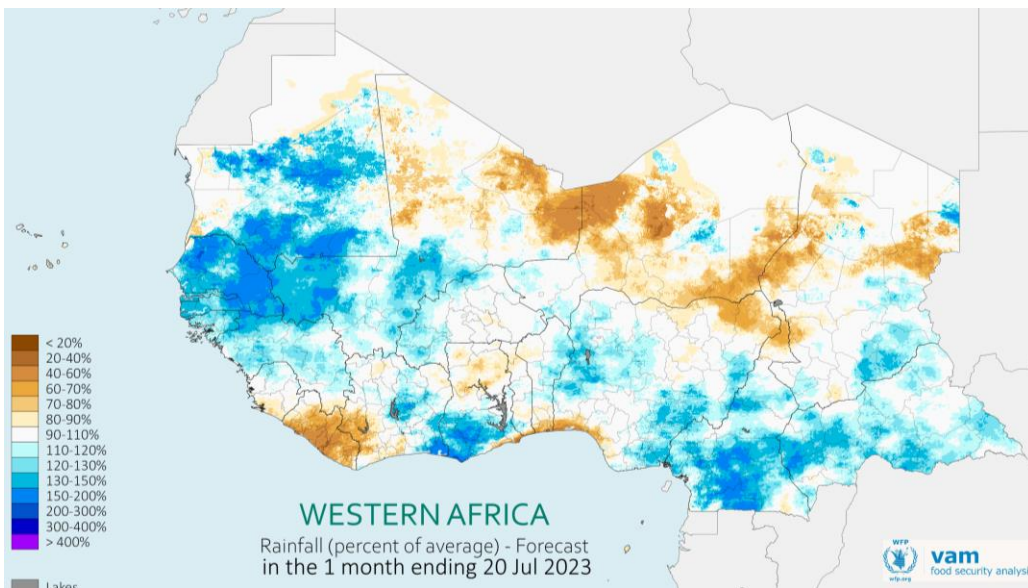 < 20%
20-40%
40-60%
60-70%
70-80%
80-90%
90-110%
110-120%
120-130%
130-150%
150-200%
200-300%
300-400%
> 400%
Lakes
WESTERN AFRICA
Rainfall (percent of average) - Forecast
in the 1 month ending 20 Jul 2023
WFP
wfp.org
vam
food security analysis